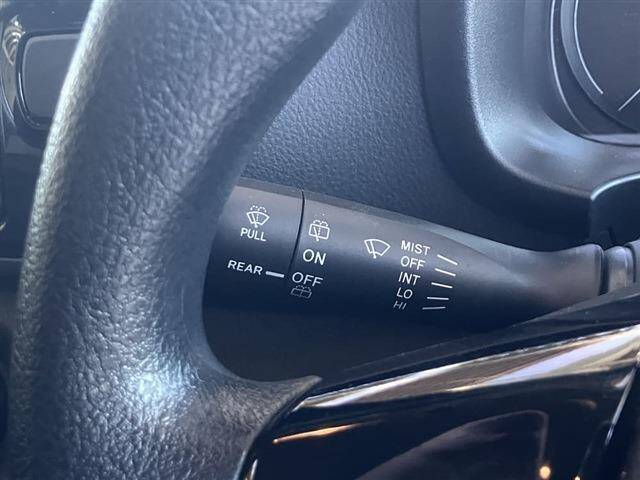 PULL
REAR
ON
OFF
MIST
OFF
INT
LO
HI